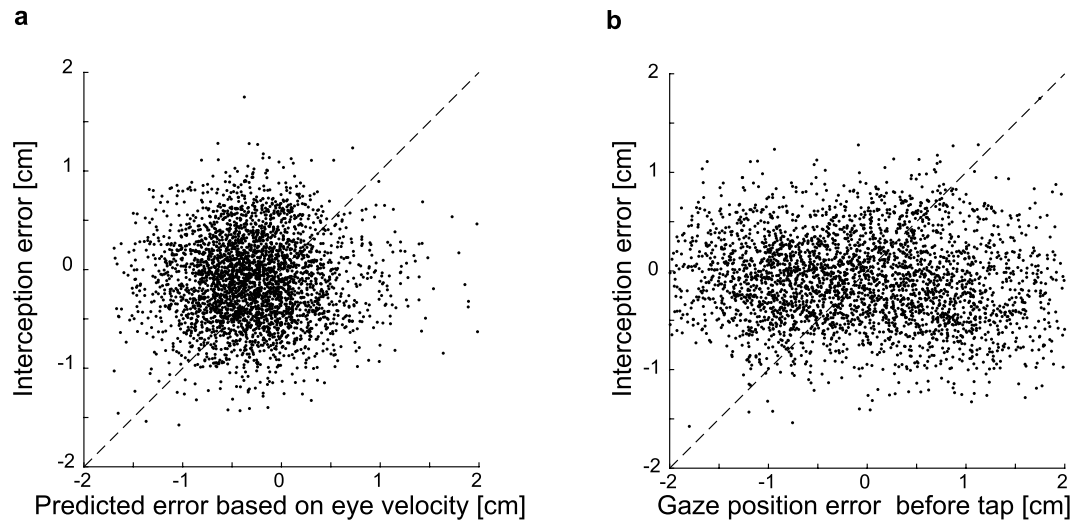 a
2
1
0
-1
-2
Interception error [cm]
-2 -1 0 1 2
Predicted error based on eye velocity [cm]
b
2
1
0
-1
-2
Interception error [cm]
-2 -1 0 1 2
Gaze position error before tap [cm]